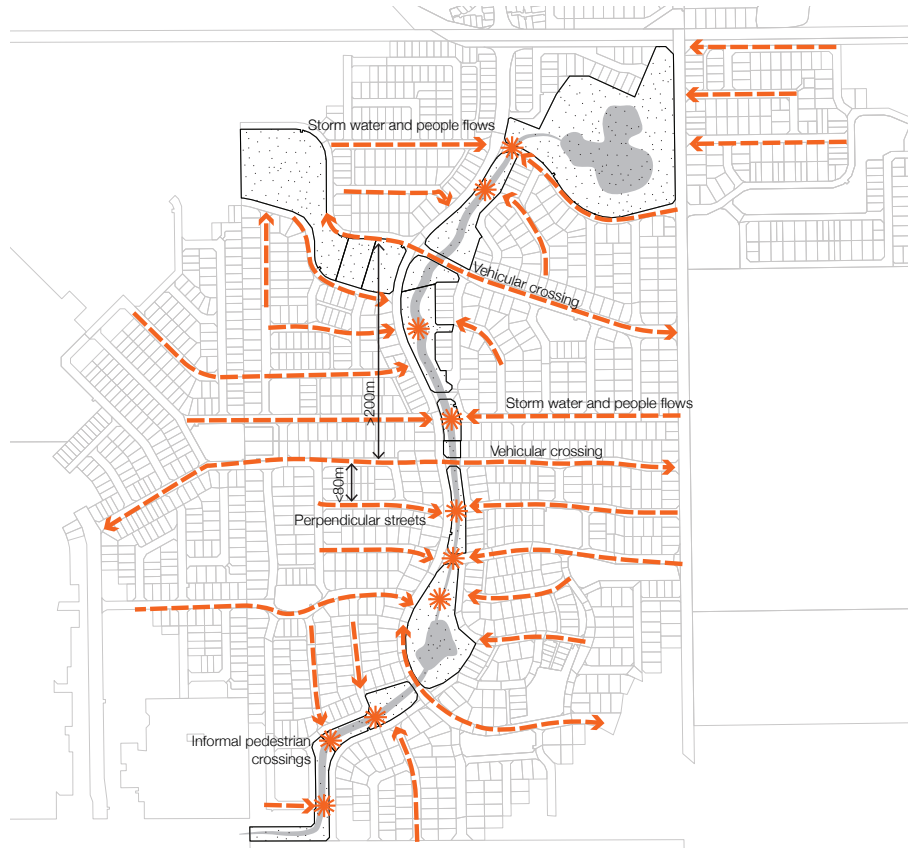 Storm water and people flows
Vehicular crossing
>200m
Storm water and people flows
Vehicular crossing
<80m
Perpendicular streets
Informal pedestrian
crossings